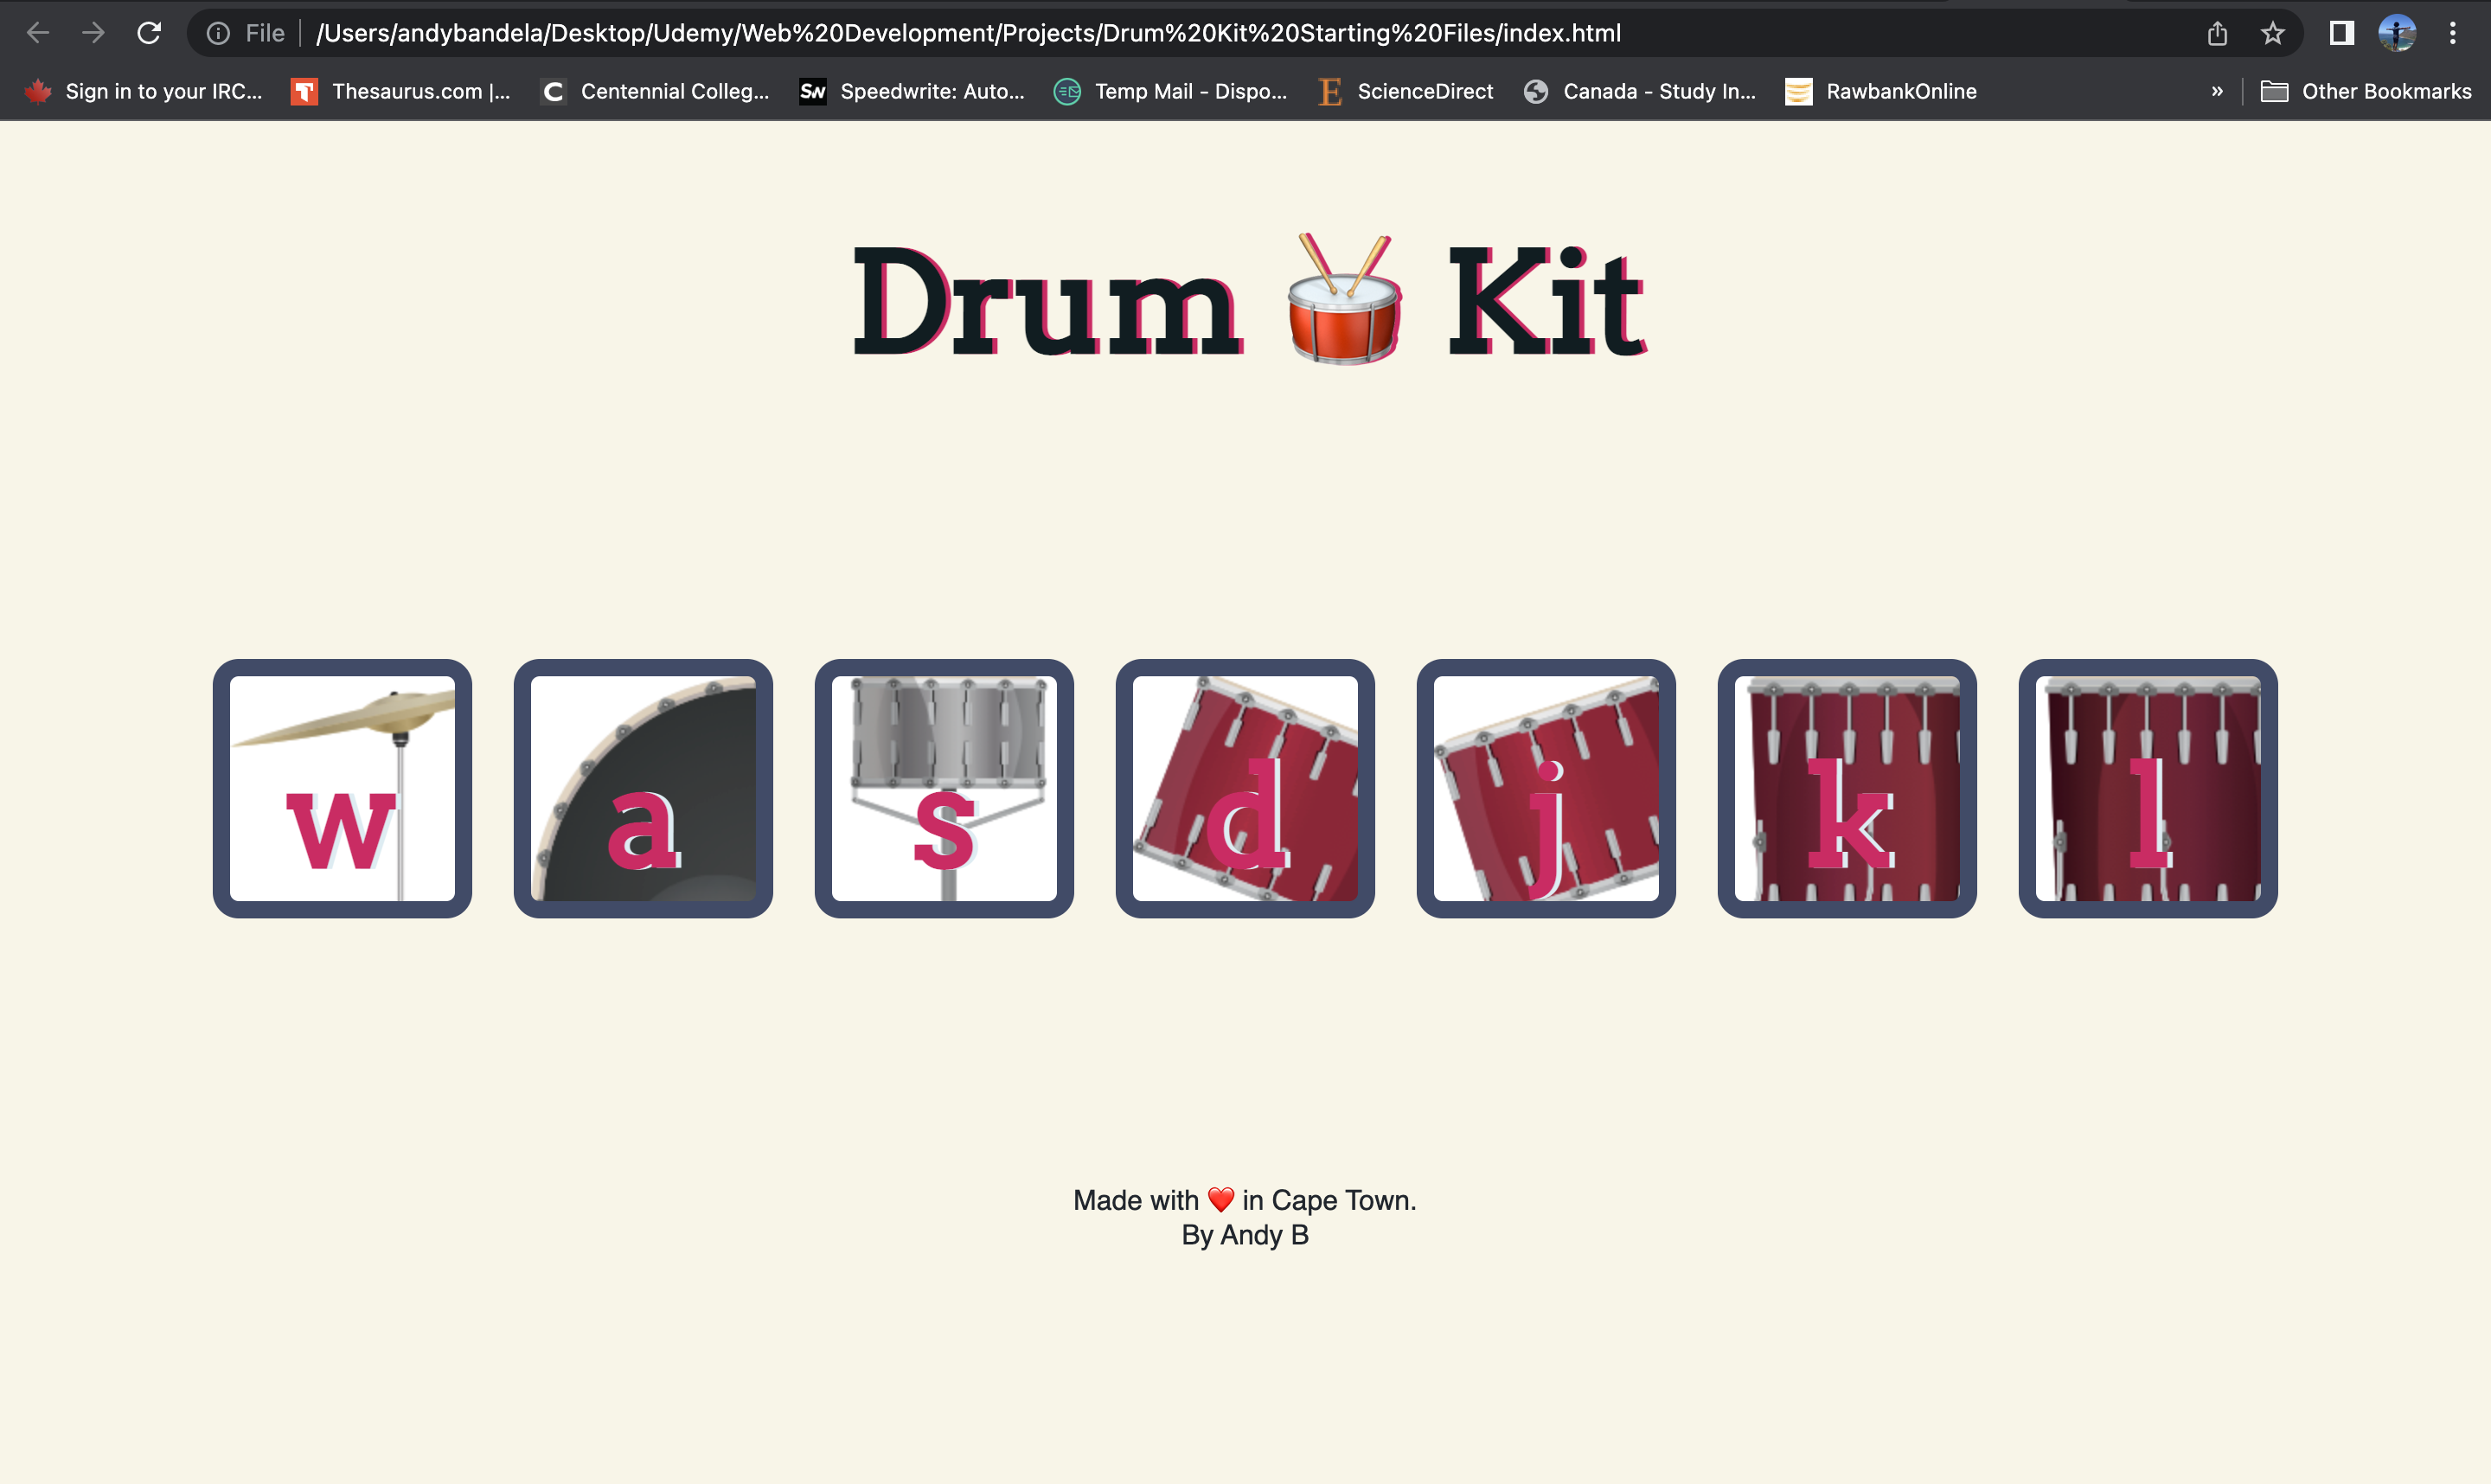 File /Users/andybandela/Desktop/Udemy/Web%20Development/Projects/Drum%20Kit%20Starting%20Files/index.html
Sign in to your IRC... T Thesaurus.com |... C Centennial Colleg... SW Speedwrite: Auto... Temp Mail - Dispo... E ScienceDirect Canada - Study In... RawbankOnline » Other Bookmarks
Drum 🥁 Kit
w a s d j k l
Made with ❤️ in Cape Town.
By Andy B